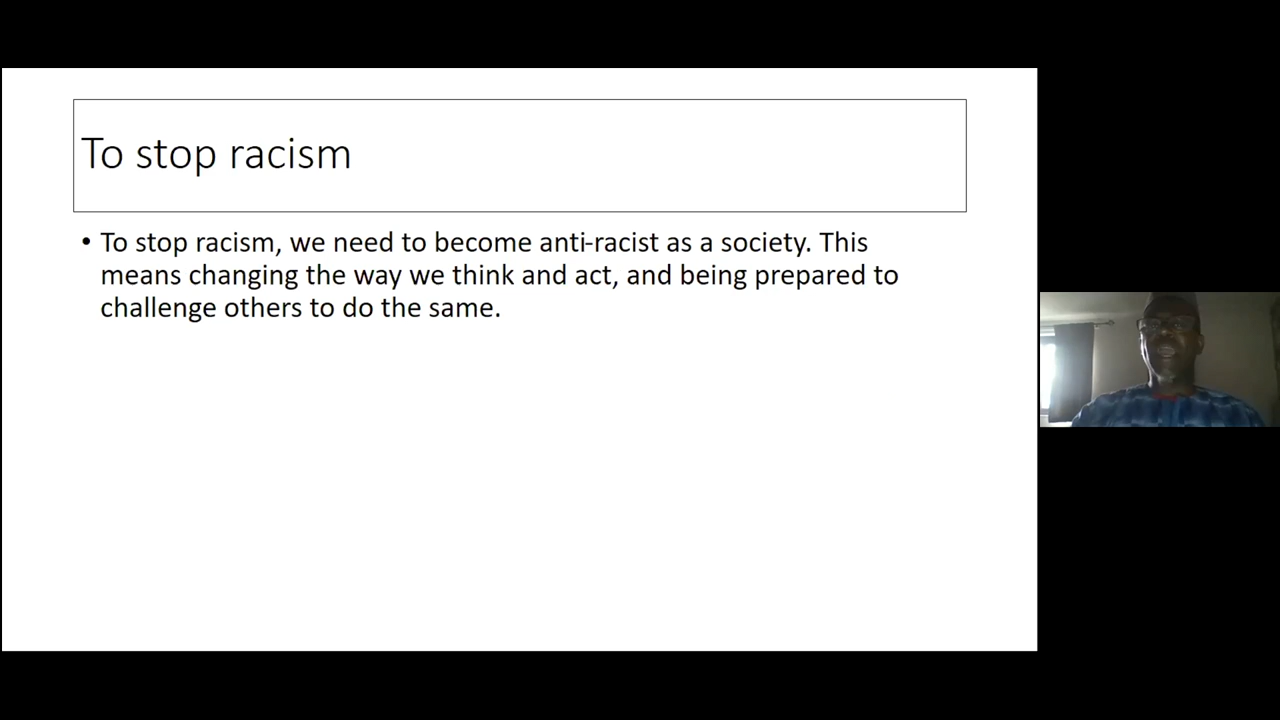 To stop racism
• To stop racism, we need to become anti-racist as a society. This
means changing the way we think and act, and being prepared to
challenge others to do the same.